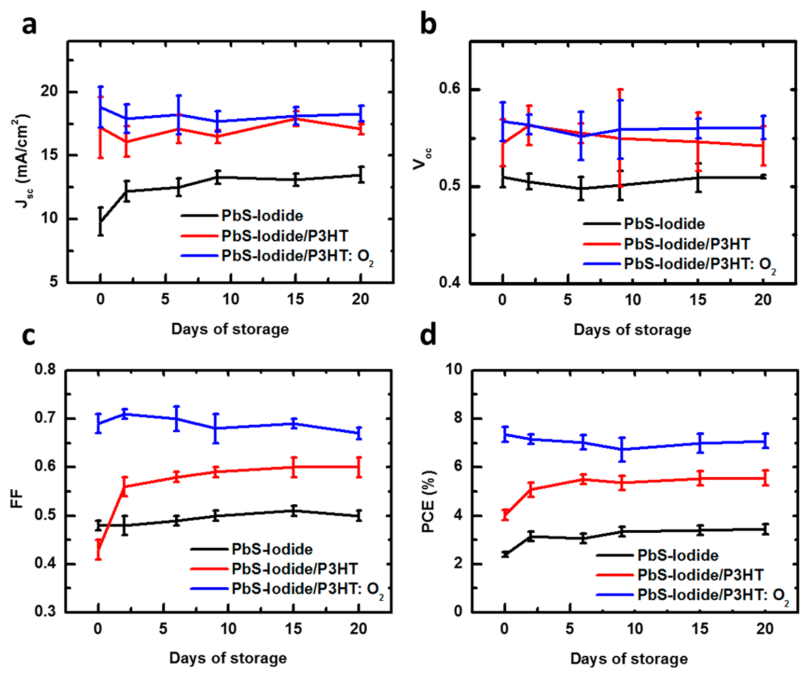 a
20
15
10
5
J_sc (mA/cm²)
PbS-Iodide
PbS-Iodide/P3HT
PbS-Iodide/P3HT: O₂
0 5 10 15 20
Days of storage
b
0.6
0.5
0.4
V_oc
PbS-Iodide
PbS-Iodide/P3HT
PbS-Iodide/P3HT: O₂
0 5 10 15 20
Days of storage
c
0.8
0.7
0.6
0.5
0.4
0.3
FF
PbS-Iodide
PbS-Iodide/P3HT
PbS-Iodide/P3HT: O₂
0 5 10 15 20
Days of storage
d
10
8
6
4
2
0
PCE (%)
PbS-Iodide
PbS-Iodide/P3HT
PbS-Iodide/P3HT: O₂
0 5 10 15 20
Days of storage